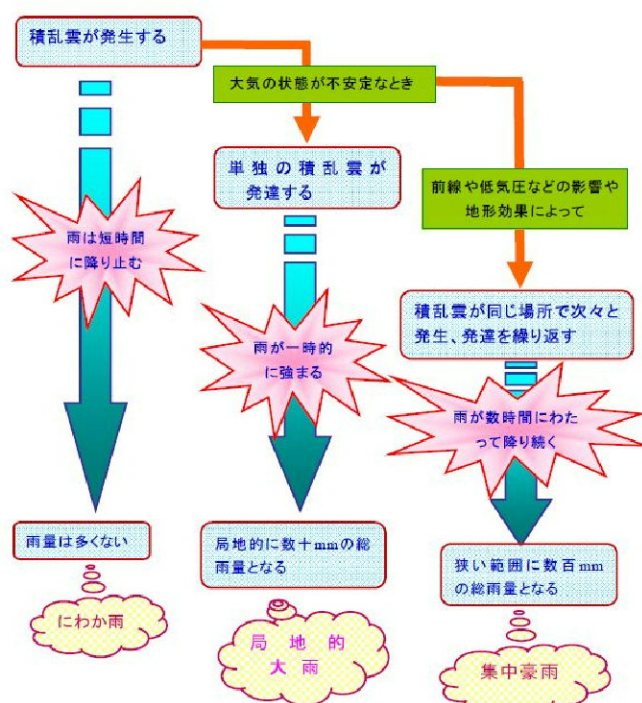 積乱雲が発生する
大気の状態が不安定なとき
単独の積乱雲が
発達する
前線や低気圧などの影響や
地形効果によって
雨は短時間
に降り止む
積乱雲が同じ場所で次々と
発生、発達を繰り返す
雨が一時的
に強まる
雨が数時間にわた
って降り続く
雨量は多くない
局地的に数十mmの総
雨量となる
狭い範囲に数百mm
の総雨量となる
にわか雨
局地的
大雨
集中豪雨